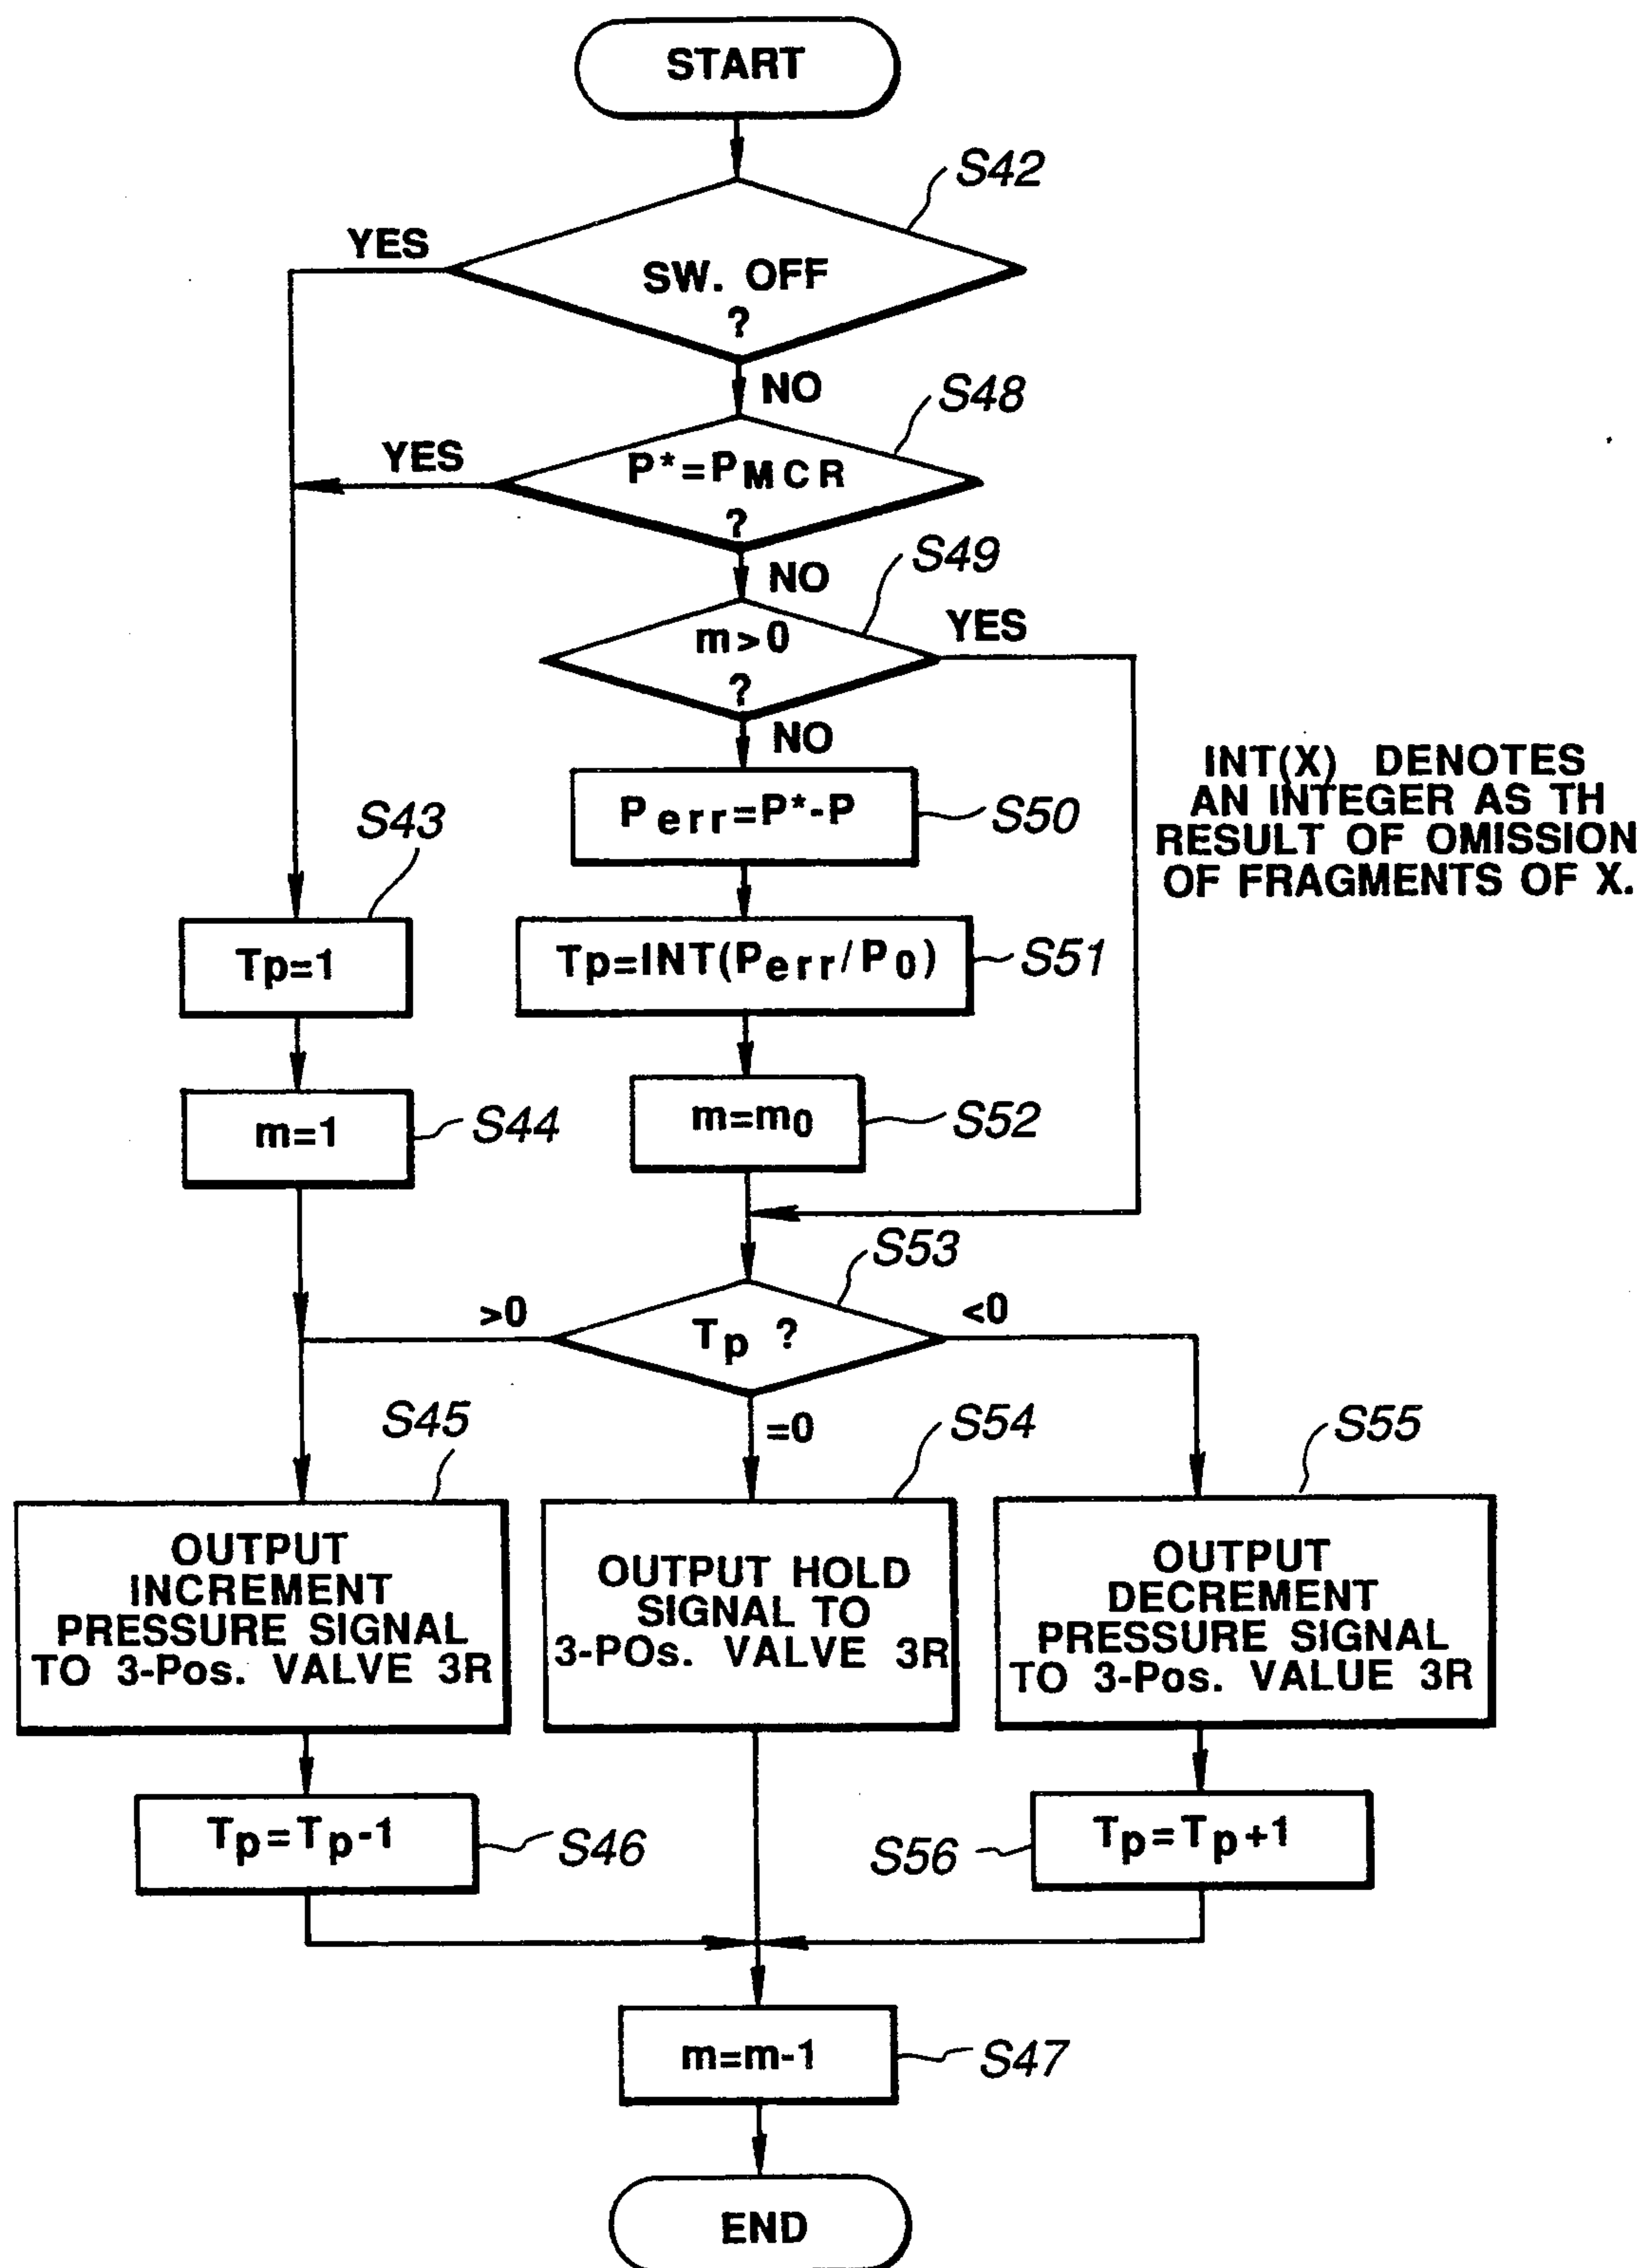 START
S42
YES
SW. OFF
?
NO
S48
YES
P*=PMCR
?
NO
S49
m>0
?
YES
NO
Perr=P*-P
S50
INT(X) DENOTES
AN INTEGER AS TH
RESULT OF OMISSION
OF FRAGMENTS OF X.
S43
Tp=1
Tp=INT(Perr/P0)
S51
m=1
S44
m=m0
S52
S53
>0
Tp ?
<0
=0
S45
S54
S55
OUTPUT
INCREMENT
PRESSURE SIGNAL
TO 3-Pos. VALVE 3R
OUTPUT HOLD
SIGNAL TO
3-POs. VALVE 3R
OUTPUT
DECREMENT
PRESSURE SIGNAL
TO 3-Pos. VALUE 3R
Tp=Tp-1
S46
S56
Tp=Tp+1
m=m-1
S47
END